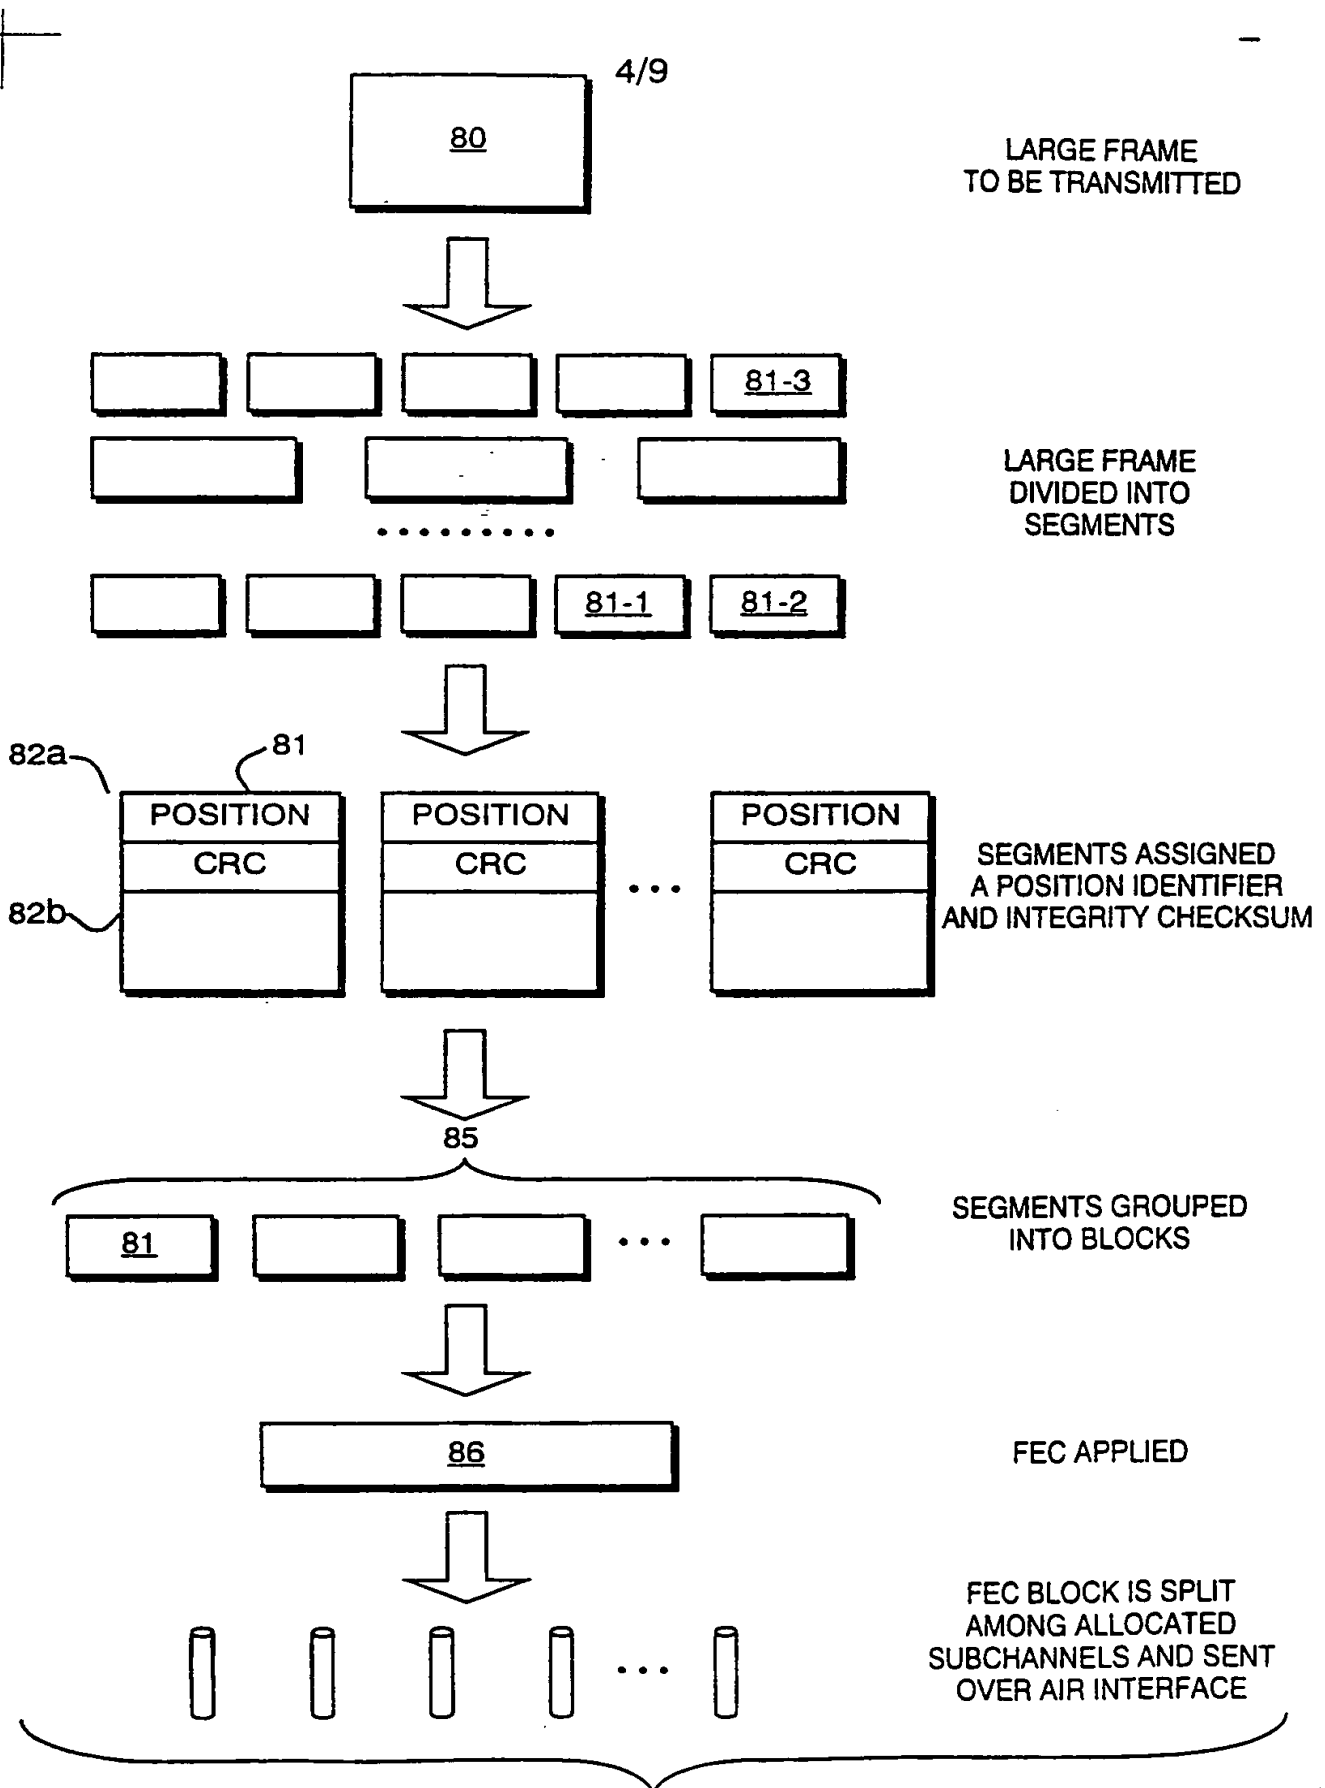 4/9
80
LARGE FRAME
TO BE TRANSMITTED
81-3
LARGE FRAME
DIVIDED INTO
SEGMENTS
81-1
81-2
82a
81
POSITION
POSITION
POSITION
CRC
CRC
CRC
82b
SEGMENTS ASSIGNED
A POSITION IDENTIFIER
AND INTEGRITY CHECKSUM
85
81
SEGMENTS GROUPED
INTO BLOCKS
86
FEC APPLIED
FEC BLOCK IS SPLIT
AMONG ALLOCATED
SUBCHANNELS AND SENT
OVER AIR INTERFACE